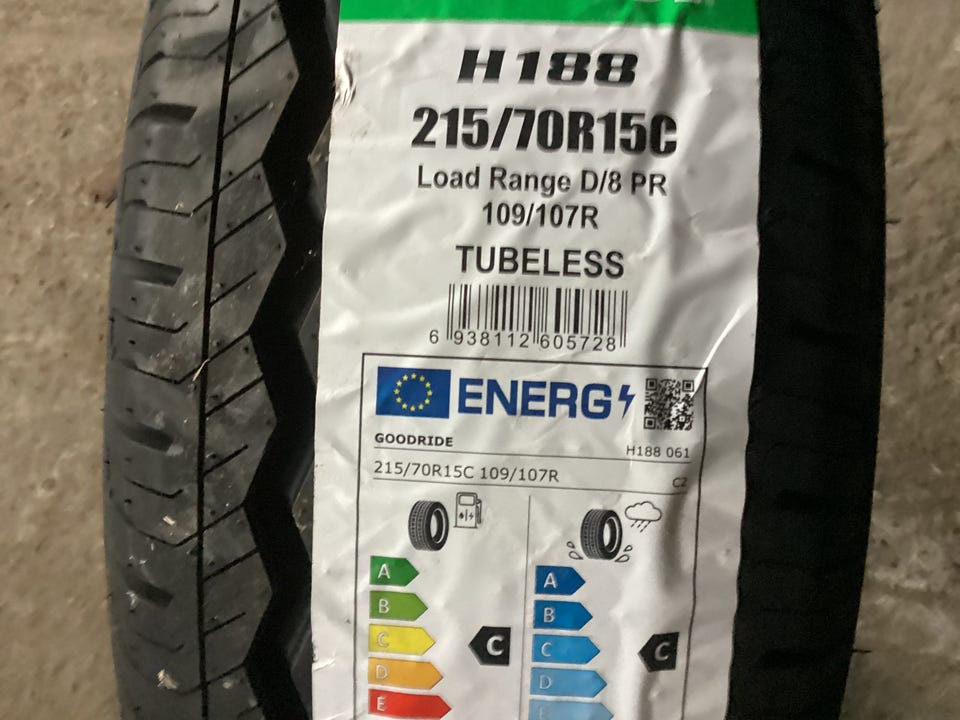 H188
215/70R15C
Load Range D/8 PR
109/107R
TUBELESS
6 938112 605728
ENERG
GOODRIDE
H188 061
215/70R15C 109/107R
C2
A
B
C
D
E
C
A
B
C
D
E
C